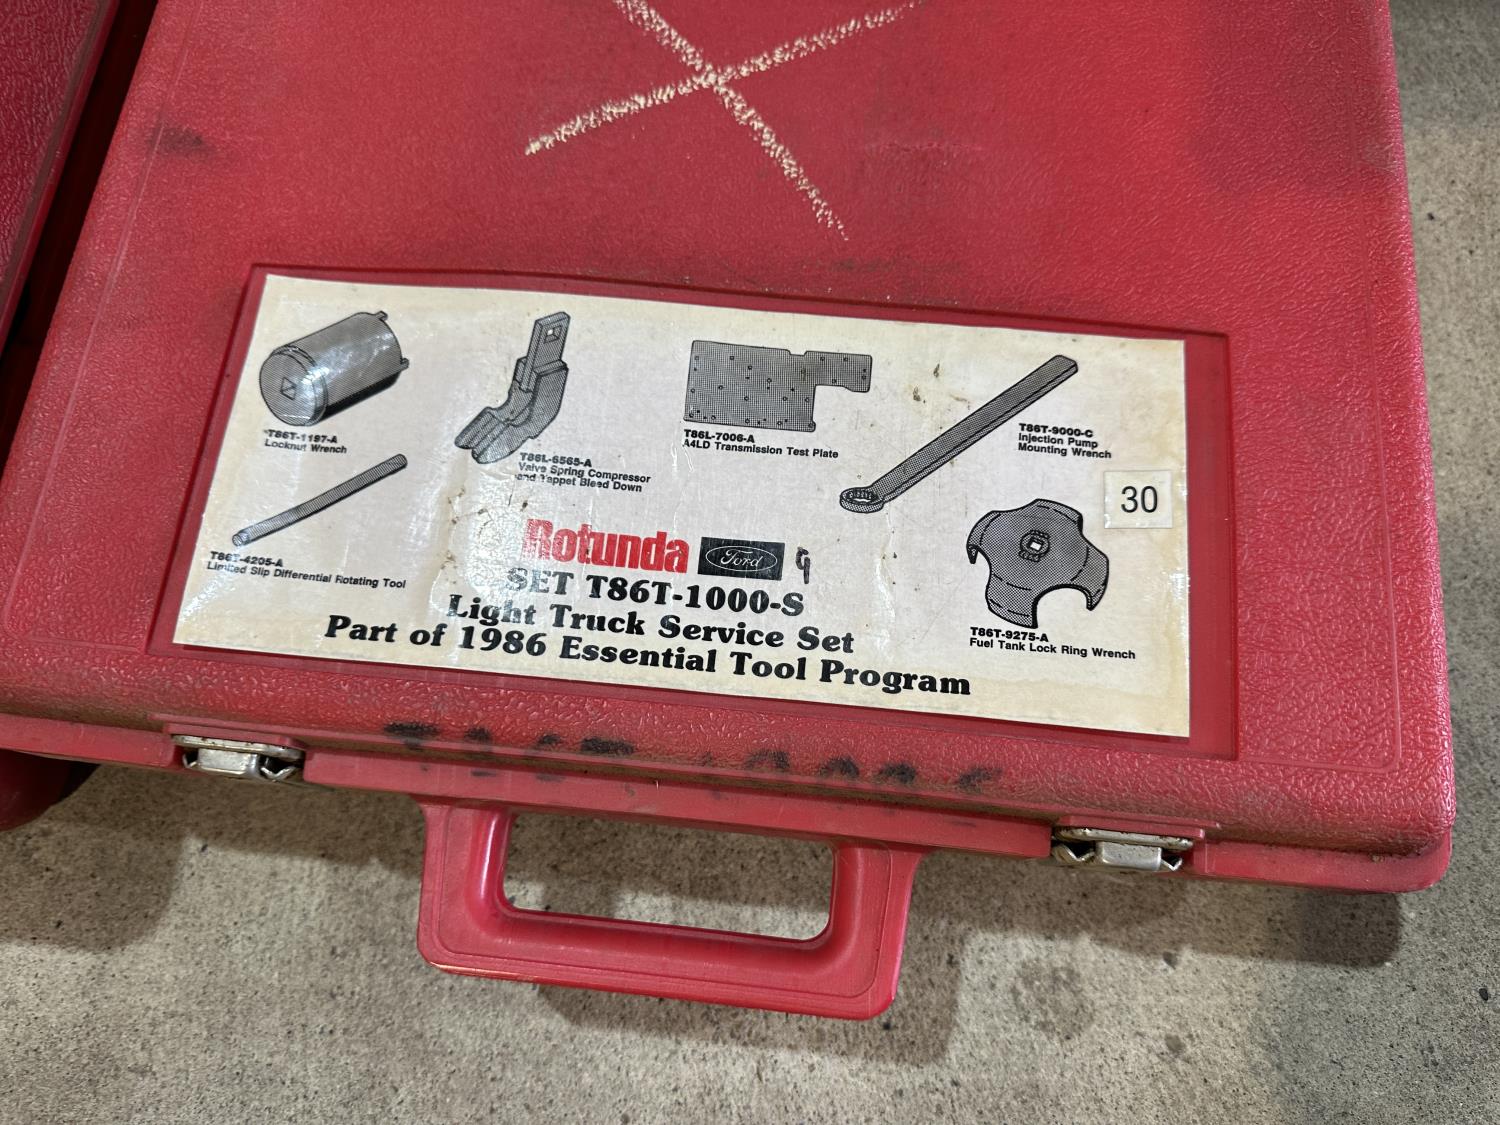 T86T-1197-A
Locknut Wrench
T86L-6565-A
Valve Spring Compressor
and Tappet Bleed Down
T86L-7006-A
A4LD Transmission Test Plate
T86T-9000-C
Injection Pump
Mounting Wrench
30
T86T-4205-A
Limited Slip Differential Rotating Tool
T86T-9275-A
Fuel Tank Lock Ring Wrench
Rotunda Ford
SET T86T-1000-S
Light Truck Service Set
Part of 1986 Essential Tool Program